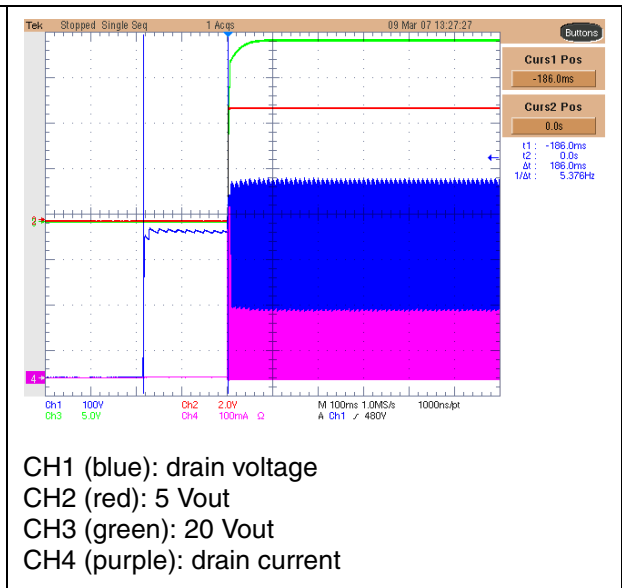 Tek Stopped Single Seq 1 Acqs 09 Mar 07 13:27:27
Buttons
Curs1 Pos
-186.0ms
Curs2 Pos
0.0s
t1 : -186.0ms
t2 : 0.0s
Δt : 186.0ms
1/Δt : 5.376Hz
2
4
Ch1 100V Ch2 2.0V M 100ms 1.0MS/s 1000ns/pt
Ch3 5.0V Ch4 100mA Ω A Ch1 ∕ 480V
CH1 (blue): drain voltage
CH2 (red): 5 Vout
CH3 (green): 20 Vout
CH4 (purple): drain current